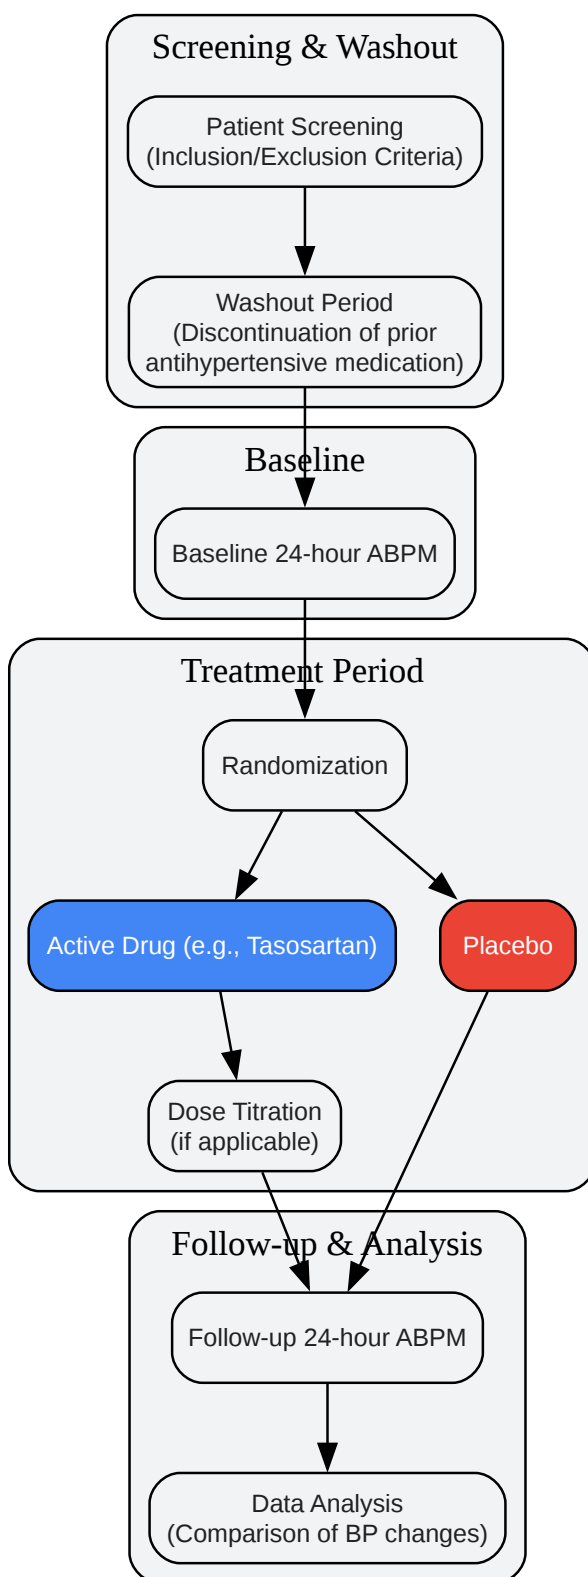 Screening & Washout
Patient Screening
(Inclusion/Exclusion Criteria)
Washout Period
(Discontinuation of prior
antihypertensive medication)
Baseline
Baseline 24-hour ABPM
Treatment Period
Randomization
Active Drug (e.g., Tasosartan)
Placebo
Dose Titration
(if applicable)
Follow-up & Analysis
Follow-up 24-hour ABPM
Data Analysis
(Comparison of BP changes)